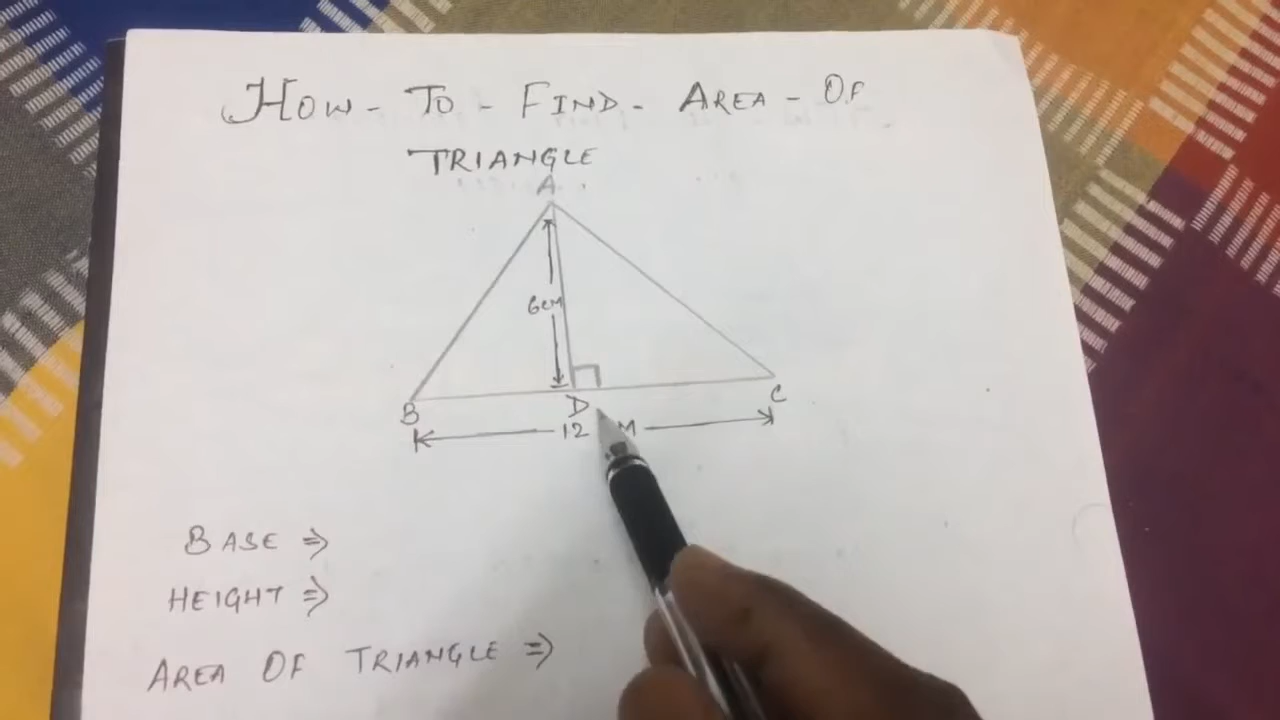 HOW - TO - FIND - AREA - OF
TRIANGLE
A
6CM
B D C
12 M
BASE ⇒
HEIGHT ⇒
AREA OF TRIANGLE ⇒